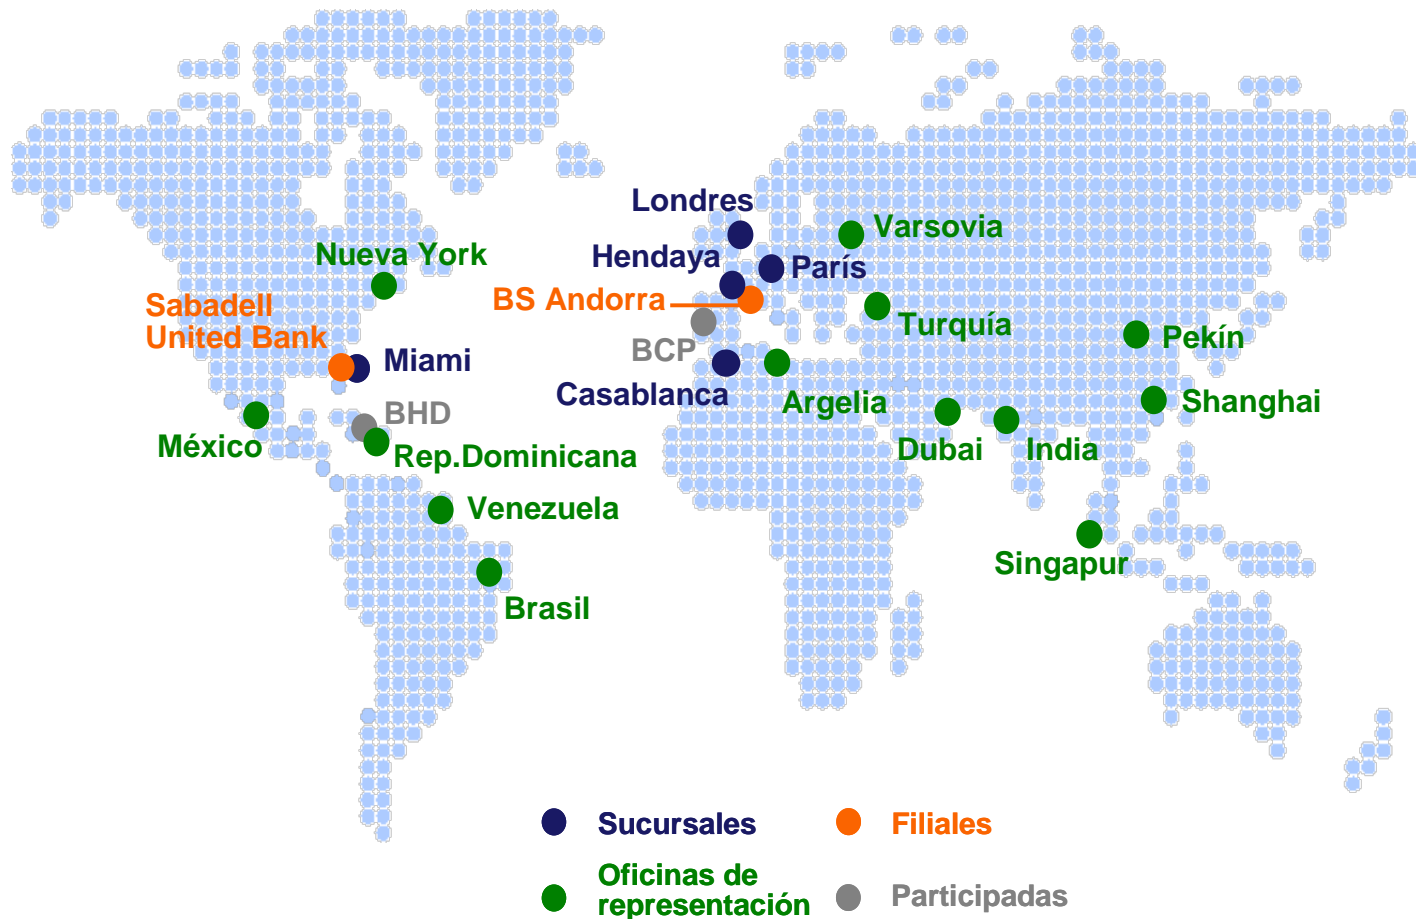 Londres
Varsovia
Nueva York
Hendaya
París
Sabadell
United Bank
BS Andorra
Turquía
Pekín
BCP
Miami
Casablanca
Argelia
Shanghai
BHD
México
Rep.Dominicana
Dubai
India
Venezuela
Singapur
Brasil
Sucursales
Filiales
Oficinas de
representación
Participadas